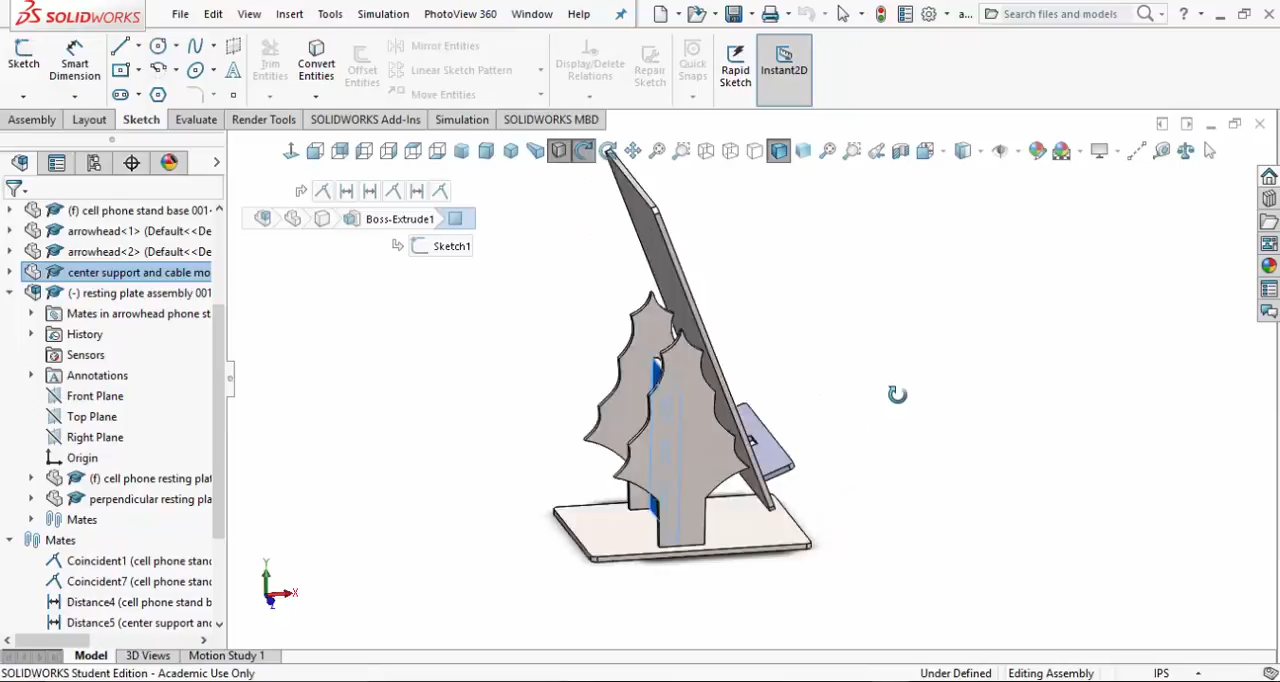 SOLIDWORKS File Edit View Insert Tools Simulation PhotoView 360 Window Help a... Search files and models ?
Sketch Smart Dimension Trim Entities Convert Entities Offset Entities Mirror Entities Display/Delete Relations Repair Sketch Quick Snaps Rapid Sketch Instant2D
Linear Sketch Pattern
Move Entities
Assembly Layout Sketch Evaluate Render Tools SOLIDWORKS Add-Ins Simulation SOLIDWORKS MBD
(f) cell phone stand base 001-
Boss-Extrude1
arrowhead<1> (Default<<De
Sketch1
arrowhead<2> (Default<<De
center support and cable mo
(-) resting plate assembly 001
Mates in arrowhead phone st
History
Sensors
Annotations
Front Plane
Top Plane
Right Plane
Origin
(f) cell phone resting plat
perpendicular resting pla
Mates
Mates
Coincident1 (cell phone stand
Coincident7 (cell phone stand
Distance4 (cell phone stand b
Distance5 (center support and
Y
X
Z
Model 3D Views Motion Study 1
SOLIDWORKS Student Edition - Academic Use Only Under Defined Editing Assembly IPS